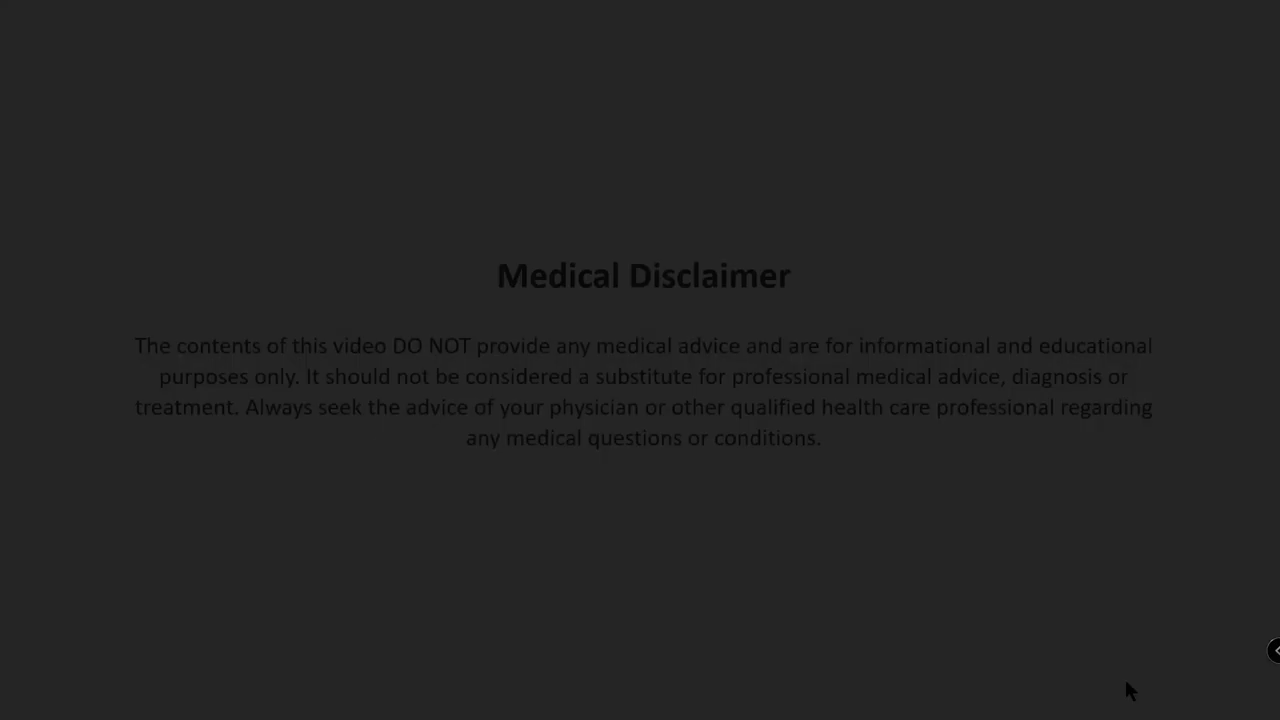 Medical Disclaimer
The contents of this video DO NOT provide any medical advice and are for informational and educational
purposes only. It should not be considered a substitute for professional medical advice, diagnosis or
treatment. Always seek the advice of your physician or other qualified health care professional regarding
any medical questions or conditions.